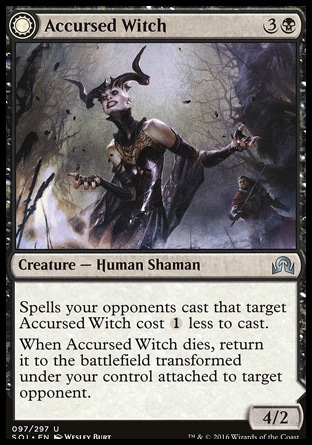 Accursed Witch 3
Creature — Human Shaman
Spells your opponents cast that target
Accursed Witch cost 1 less to cast.
When Accursed Witch dies, return
it to the battlefield transformed
under your control attached to target
opponent.
4/2
097/297 U
SOI • EN Wesley Burt ™ & © 2016 Wizards of the Coast